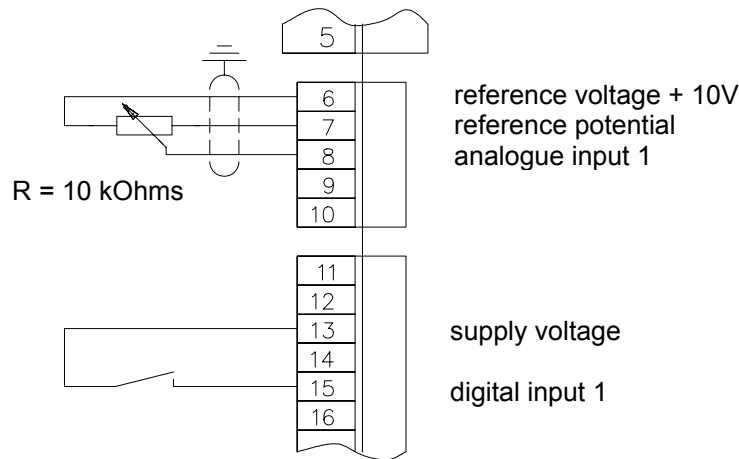 5
6 reference voltage + 10V
7 reference potential
8 analogue input 1
R = 10 kOhms
9
10
11
12
13 supply voltage
14
15 digital input 1
16